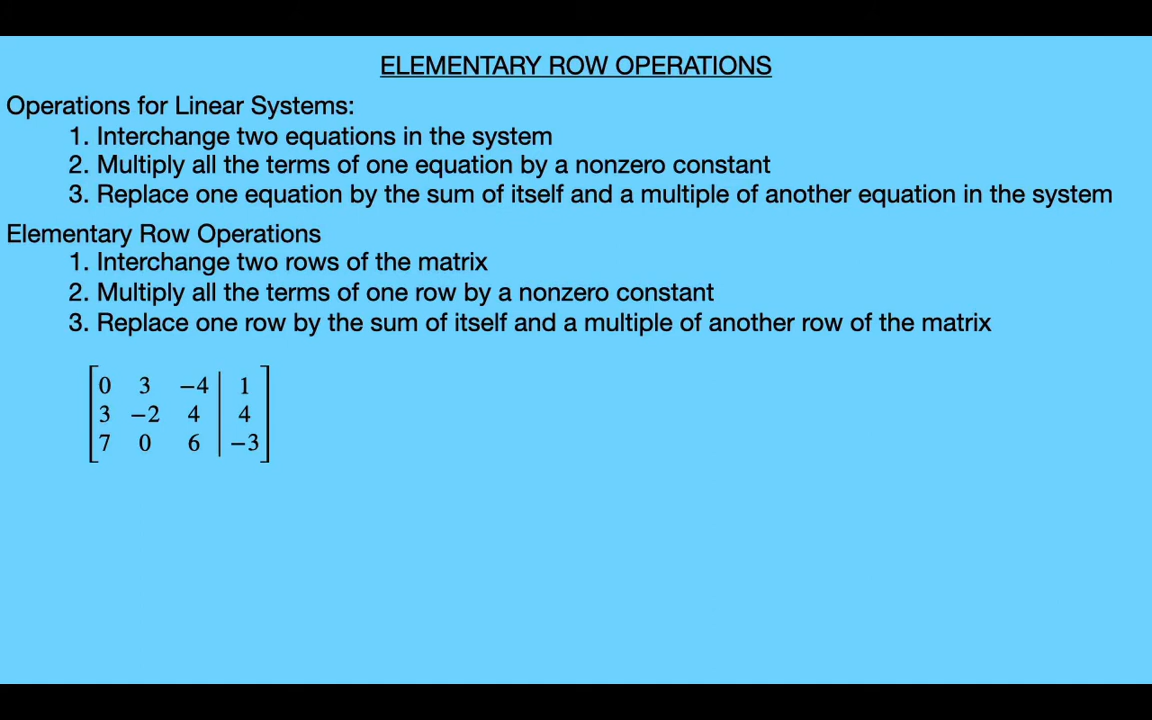 ELEMENTARY ROW OPERATIONS
Operations for Linear Systems:
1. Interchange two equations in the system
2. Multiply all the terms of one equation by a nonzero constant
3. Replace one equation by the sum of itself and a multiple of another equation in the system
Elementary Row Operations
1. Interchange two rows of the matrix
2. Multiply all the terms of one row by a nonzero constant
3. Replace one row by the sum of itself and a multiple of another row of the matrix
0 3 −4 | 1
3 −2 4 | 4
7 0 6 | −3